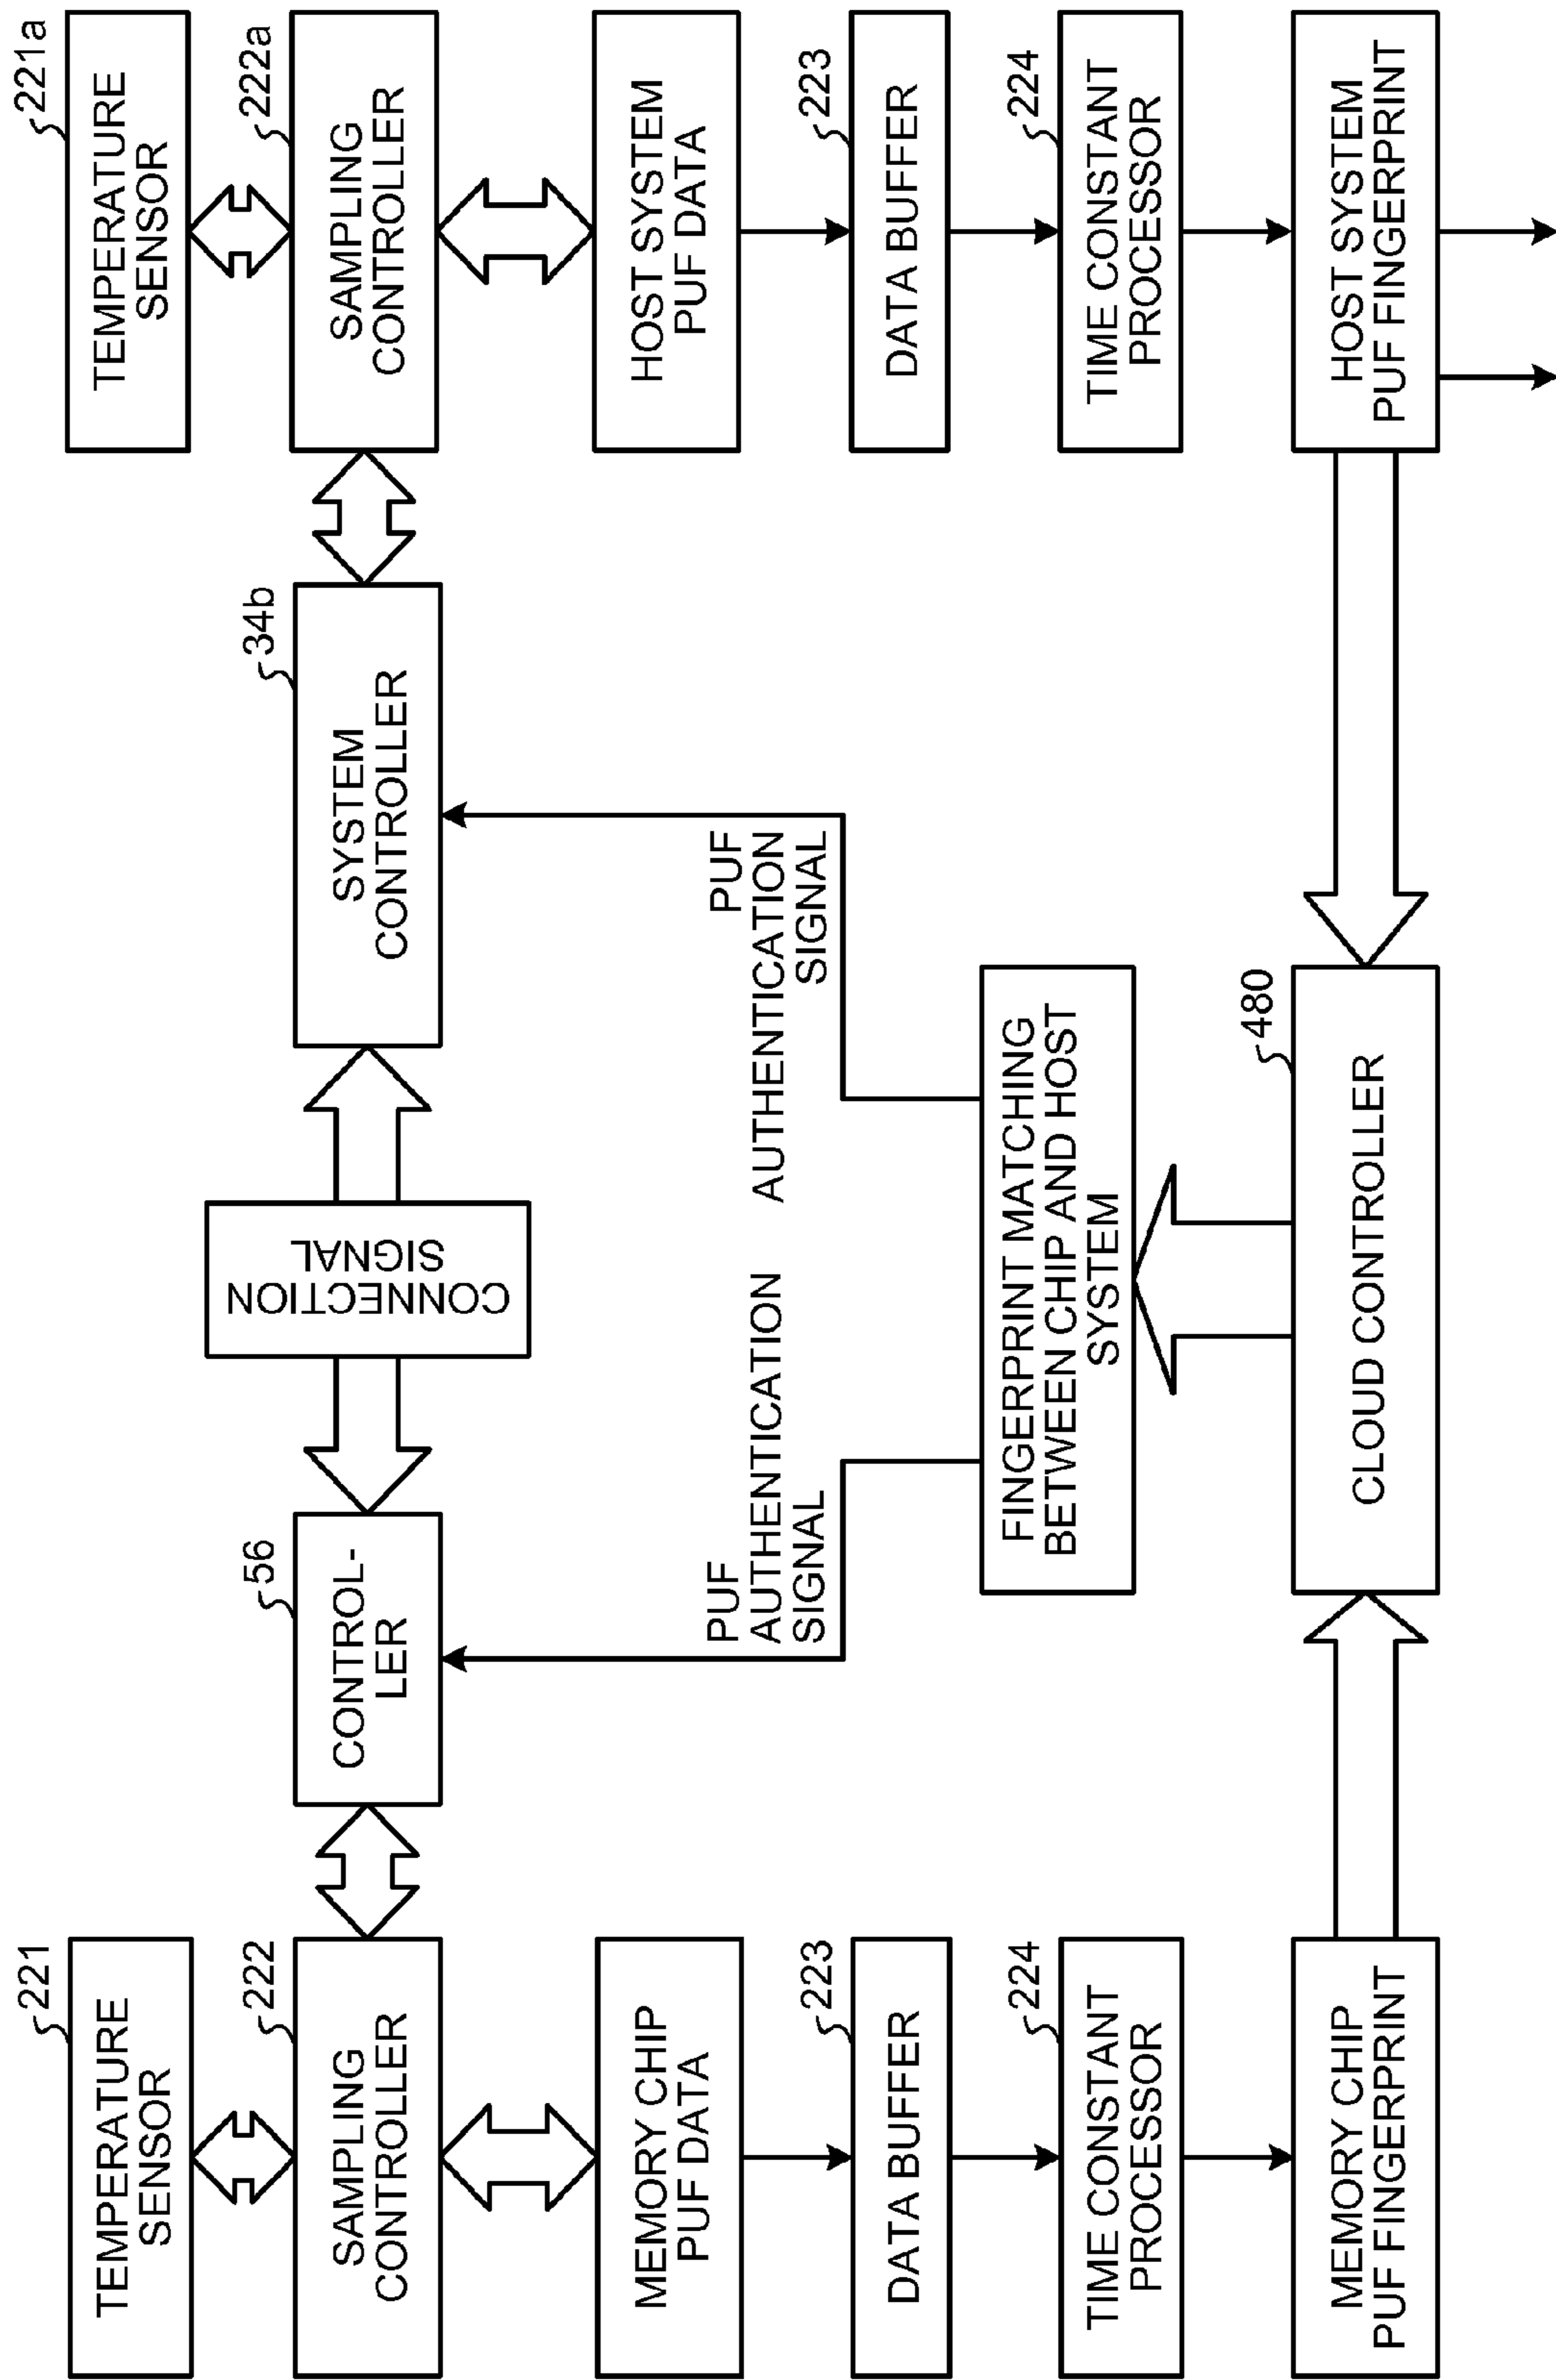 221
TEMPERATURE
SENSOR
222
SAMPLING
CONTROLLER
MEMORY CHIP
PUF DATA
223
DATA BUFFER
224
TIME CONSTANT
PROCESSOR
MEMORY CHIP
PUF FINGERPRINT
56
CONTROL-
LER
CONNECTION
SIGNAL
34b
SYSTEM
CONTROLLER
PUF
AUTHENTICATION
SIGNAL
PUF
AUTHENTICATION
SIGNAL
FINGERPRINT MATCHING
BETWEEN CHIP AND HOST
SYSTEM
480
CLOUD CONTROLLER
221a
TEMPERATURE
SENSOR
222a
SAMPLING
CONTROLLER
HOST SYSTEM
PUF DATA
223
DATA BUFFER
224
TIME CONSTANT
PROCESSOR
HOST SYSTEM
PUF FINGERPRINT